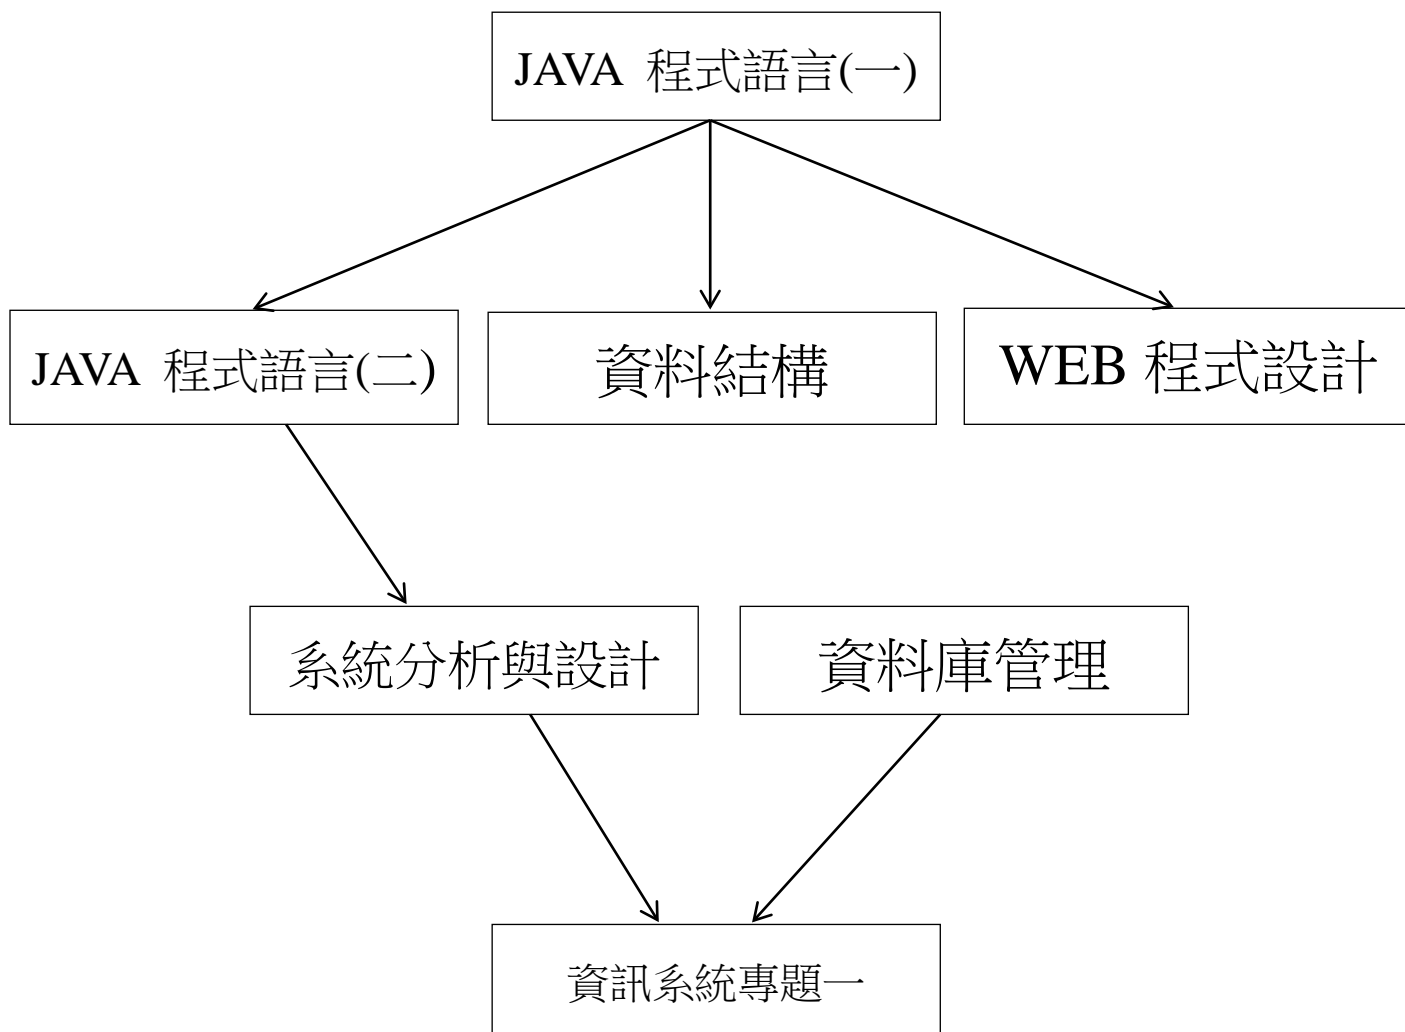 JAVA 程式語言(一)
JAVA 程式語言(二)
資料結構
WEB 程式設計
系統分析與設計
資料庫管理
資訊系統專題一